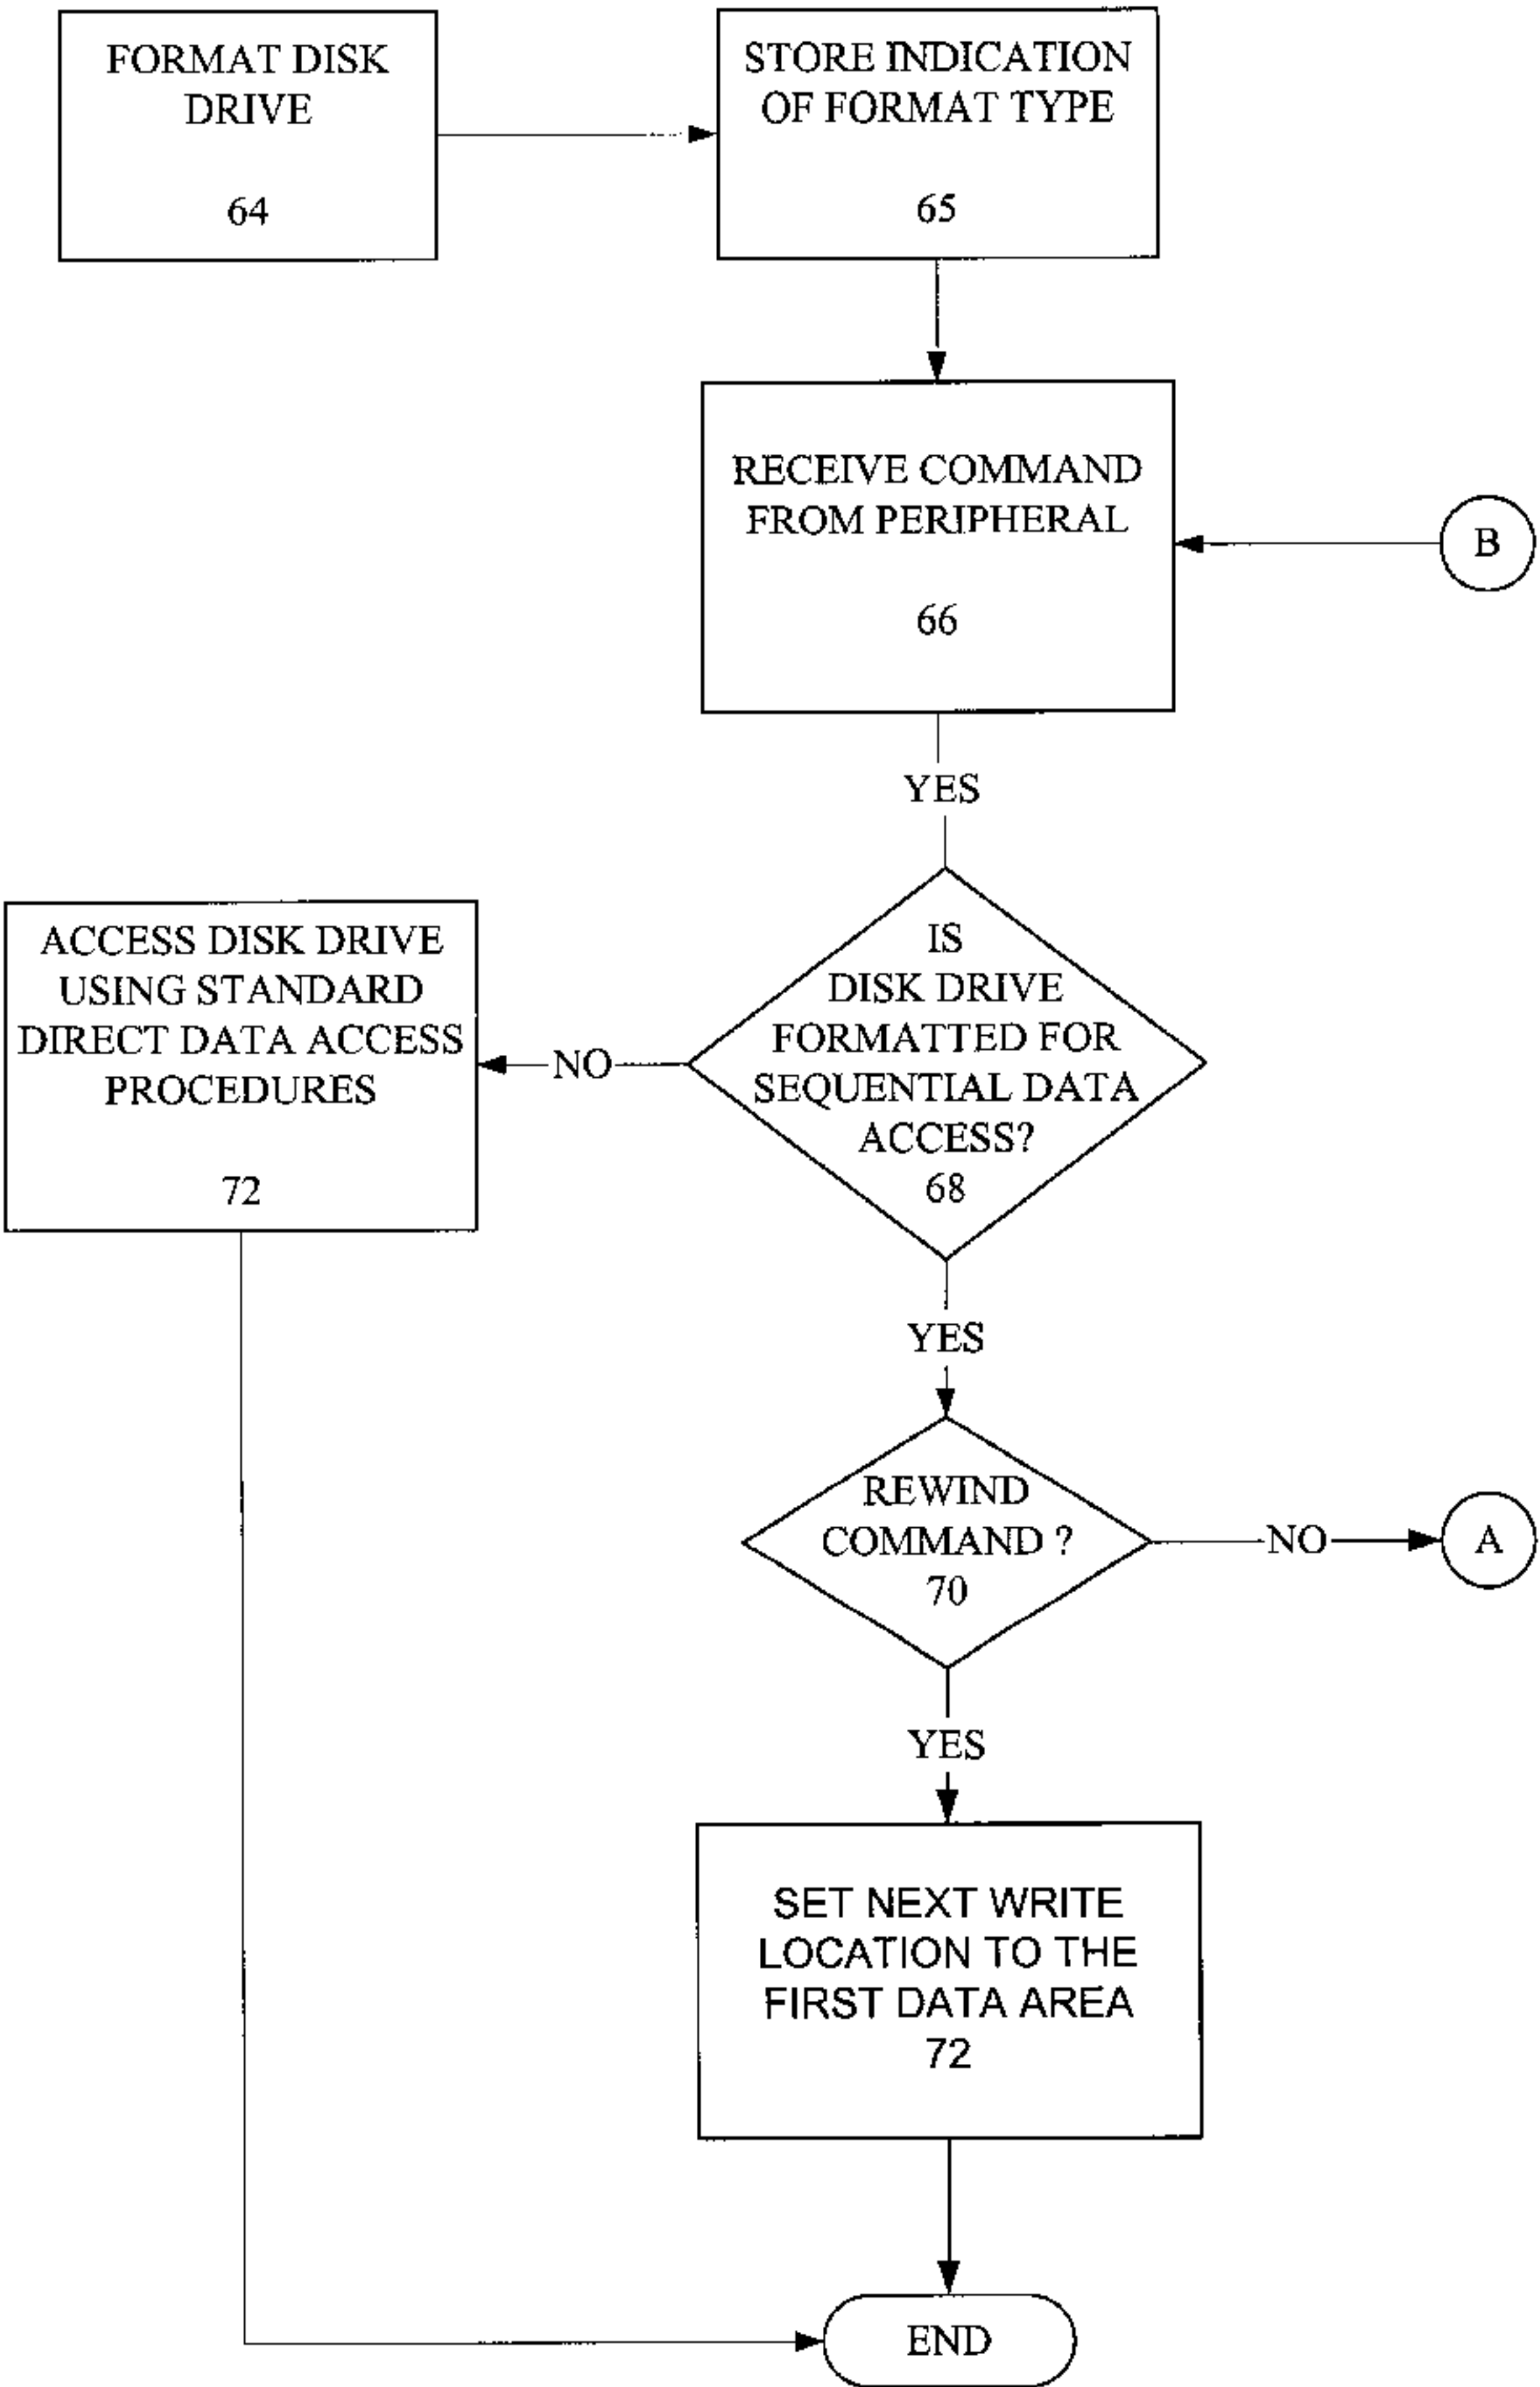 FORMAT DISK
DRIVE
64
STORE INDICATION
OF FORMAT TYPE
65
RECEIVE COMMAND
FROM PERIPHERAL
66
B
YES
IS
DISK DRIVE
FORMATTED FOR
SEQUENTIAL DATA
ACCESS?
68
NO
ACCESS DISK DRIVE
USING STANDARD
DIRECT DATA ACCESS
PROCEDURES
72
YES
REWIND
COMMAND ?
70
NO
A
YES
SET NEXT WRITE
LOCATION TO THE
FIRST DATA AREA
72
END